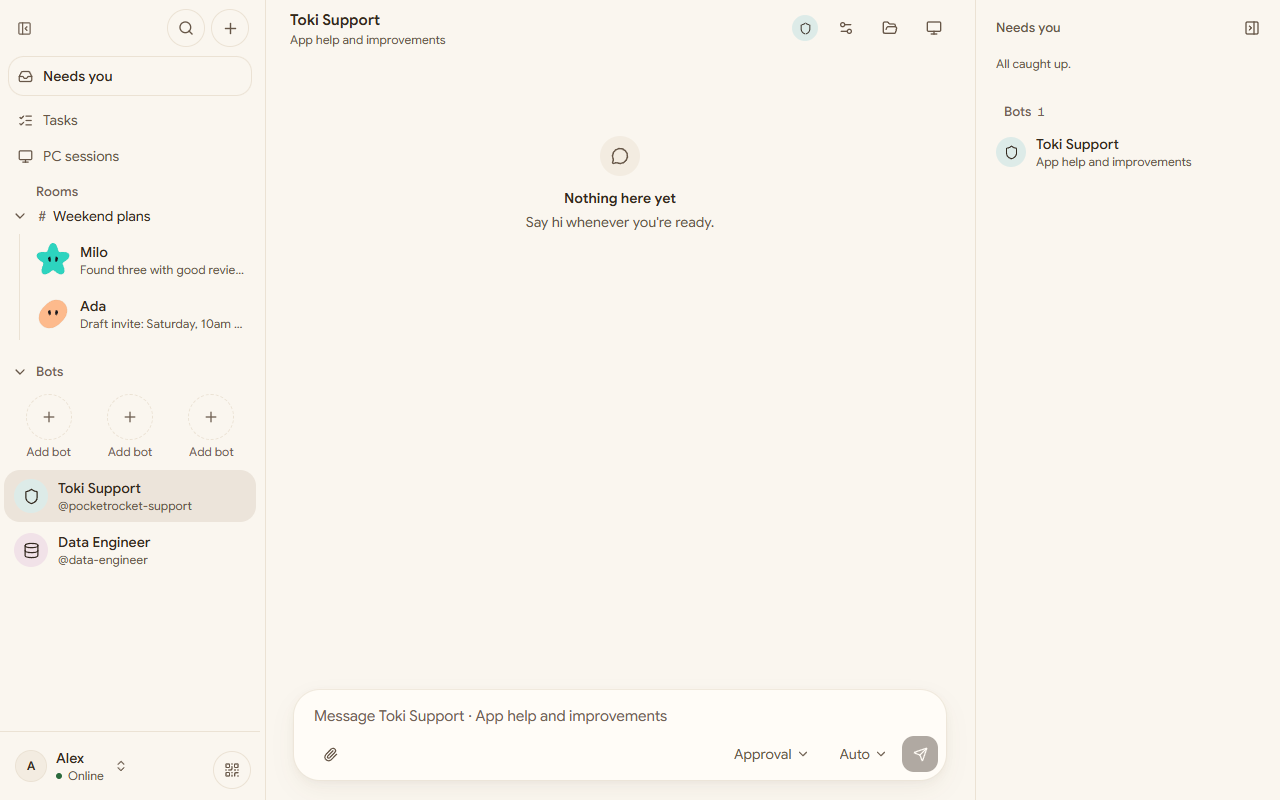 Needs you
Tasks
PC sessions
Rooms
# Weekend plans
Milo
Found three with good revie...
Ada
Draft invite: Saturday, 10am ...
Bots
Add bot
Add bot
Add bot
Toki Support
@pocketrocket-support
Data Engineer
@data-engineer
A
Alex
Online
Toki Support
App help and improvements
Nothing here yet
Say hi whenever you're ready.
Message Toki Support · App help and improvements
Approval
Auto
Needs you
All caught up.
Bots 1
Toki Support
App help and improvements